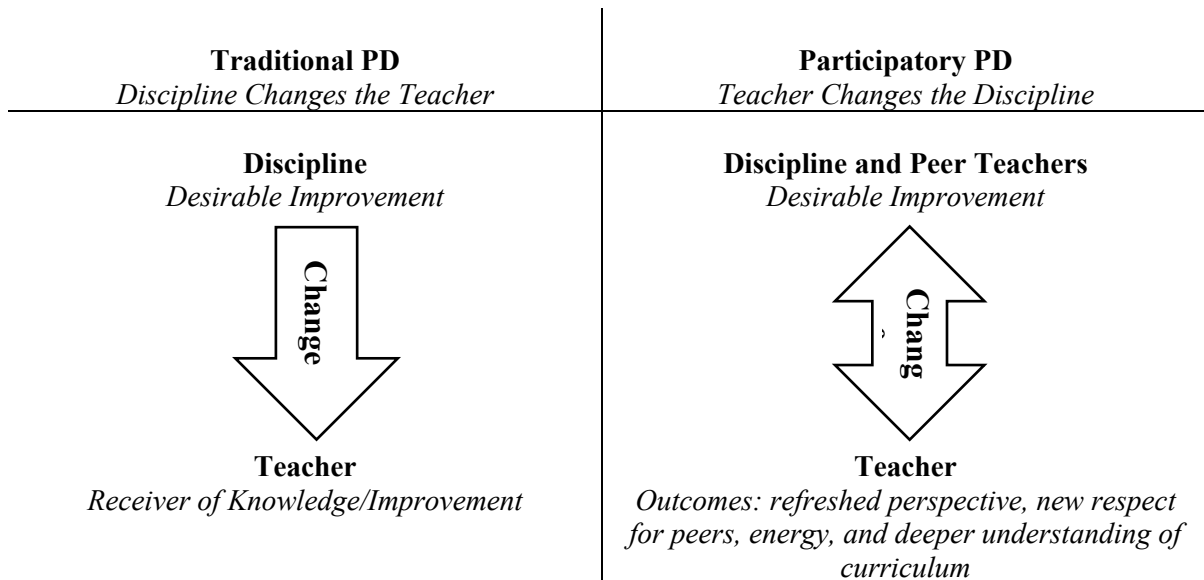 Traditional PD
Discipline Changes the Teacher
Discipline
Desirable Improvement
Change
Teacher
Receiver of Knowledge/Improvement
Participatory PD
Teacher Changes the Discipline
Discipline and Peer Teachers
Desirable Improvement
Chang
Teacher
Outcomes: refreshed perspective, new respect
for peers, energy, and deeper understanding of
curriculum